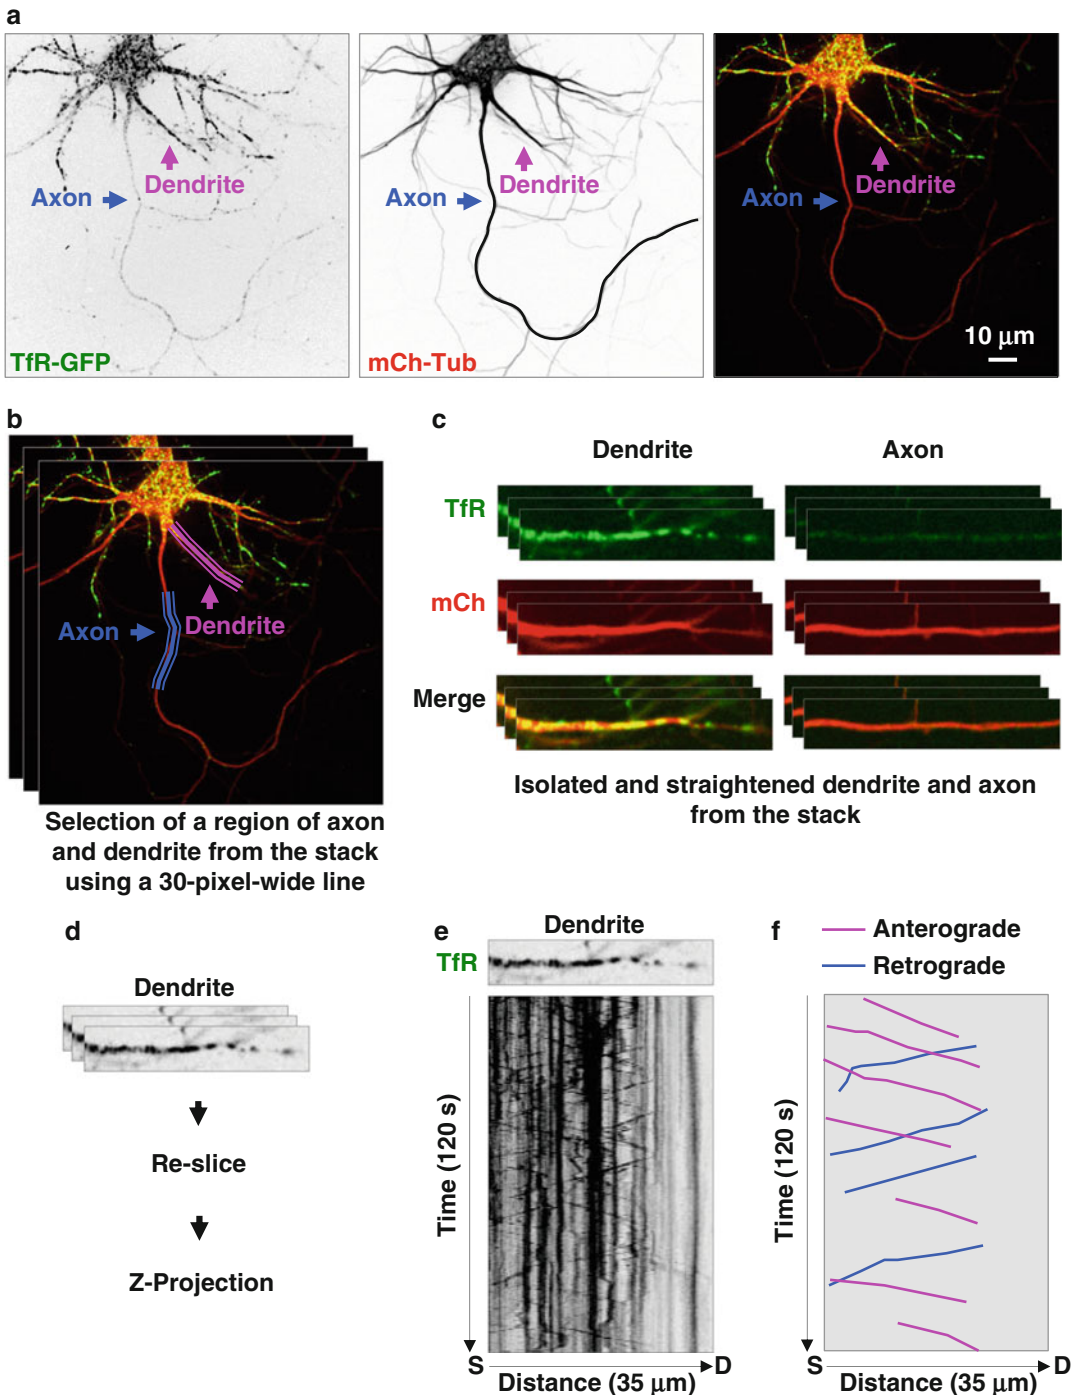 a
Dendrite
Axon
TfR-GFP
Dendrite
Axon
mCh-Tub
Dendrite
Axon
10 μm
b
Axon
Dendrite
Selection of a region of axon
and dendrite from the stack
using a 30-pixel-wide line
c
Dendrite
Axon
TfR
mCh
Merge
Isolated and straightened dendrite and axon
from the stack
d
Dendrite
Re-slice
Z-Projection
e
Dendrite
TfR
Time (120 s)
S
D
Distance (35 μm)
f
Anterograde
Retrograde
Time (120 s)
S
D
Distance (35 μm)